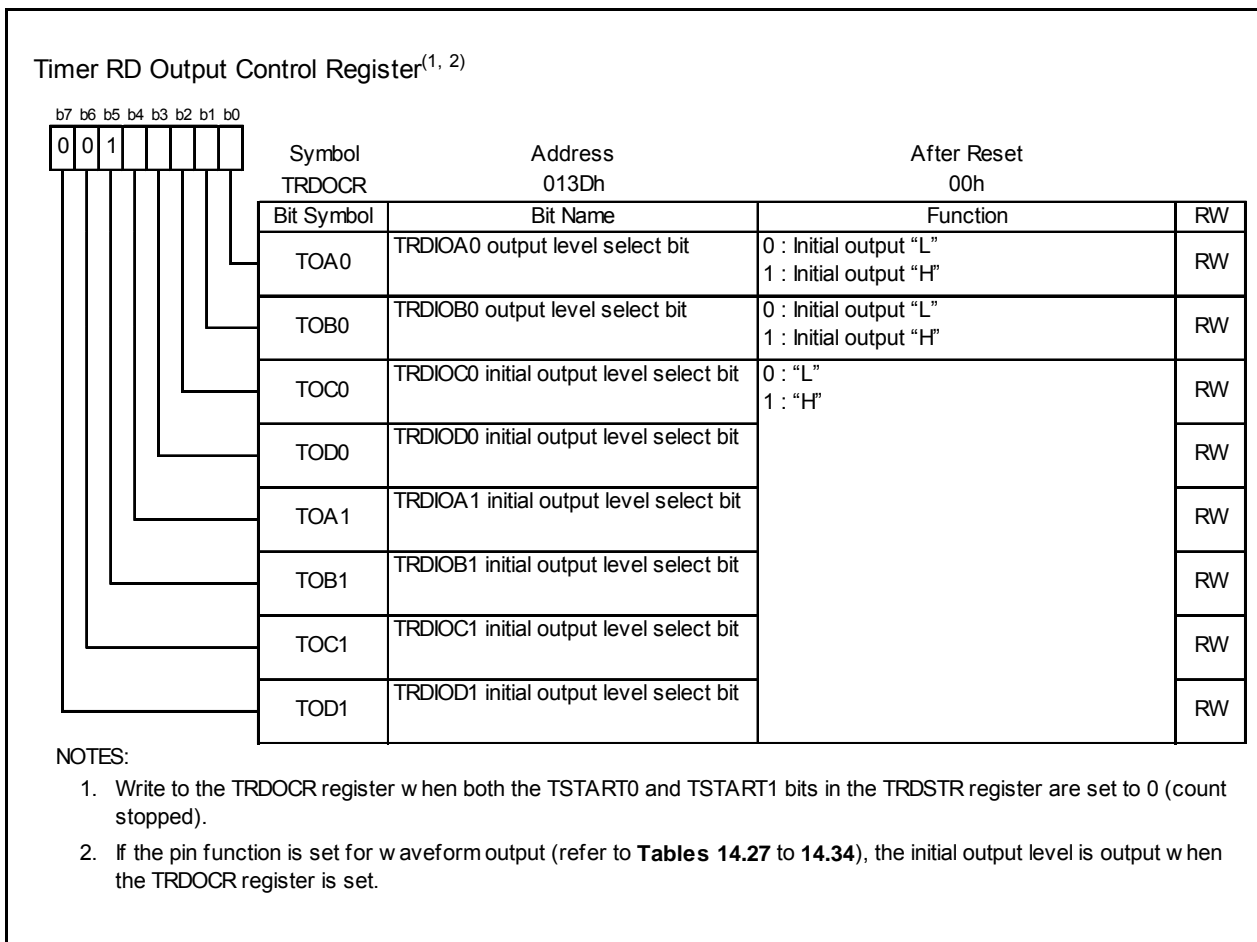 Timer RD Output Control Register(1, 2)
b7 b6 b5 b4 b3 b2 b1 b0
0 0 1
Symbol Address After Reset
TRDOCR 013Dh 00h
Bit Symbol Bit Name Function RW
TOA0 TRDIOA0 output level select bit 0 : Initial output “L”
1 : Initial output “H” RW
TOB0 TRDIOB0 output level select bit 0 : Initial output “L”
1 : Initial output “H” RW
TOC0 TRDIOC0 initial output level select bit 0 : “L”
1 : “H” RW
TOD0 TRDIOD0 initial output level select bit RW
TOA1 TRDIOA1 initial output level select bit RW
TOB1 TRDIOB1 initial output level select bit RW
TOC1 TRDIOC1 initial output level select bit RW
TOD1 TRDIOD1 initial output level select bit RW
NOTES:
1. Write to the TRDOCR register when both the TSTART0 and TSTART1 bits in the TRDSTR register are set to 0 (count
stopped).
2. If the pin function is set for waveform output (refer to Tables 14.27 to 14.34), the initial output level is output when
the TRDOCR register is set.